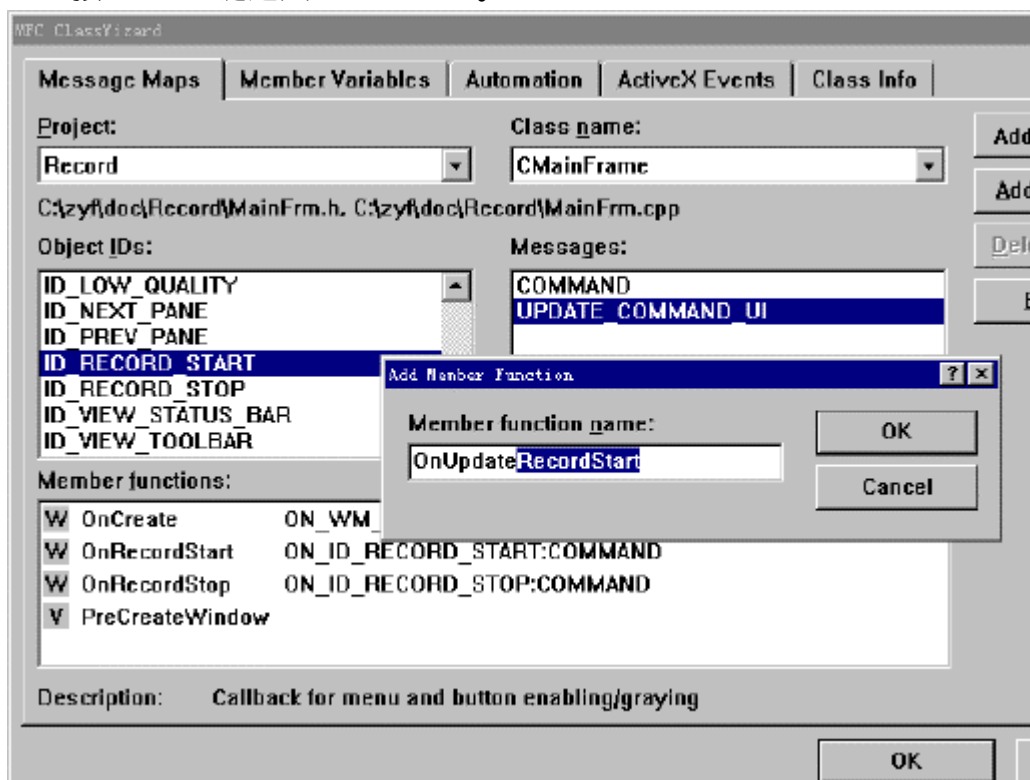 MFC ClassWizard
Message Maps Member Variables Automation ActiveX Events Class Info
Project: Class name:
Record CMainFrame
Add
C:\zyf\doc\Record\MainFrm.h, C:\zyf\doc\Record\MainFrm.cpp
Add
Object IDs: Messages:
Dele
ID_LOW_QUALITY COMMAND
ID_NEXT_PANE UPDATE_COMMAND_UI
E
ID_PREV_PANE
ID_RECORD_START
Add Member Function
ID_RECORD_STOP
ID_VIEW_STATUS_BAR
ID_VIEW_TOOLBAR
Member function name:
OK
OnUpdateRecordStart
Cancel
Member functions:
W OnCreate ON_WM_
W OnRecordStart ON_ID_RECORD_START:COMMAND
W OnRecordStop ON_ID_RECORD_STOP:COMMAND
V PreCreateWindow
Description: Callback for menu and button enabling/graying
OK